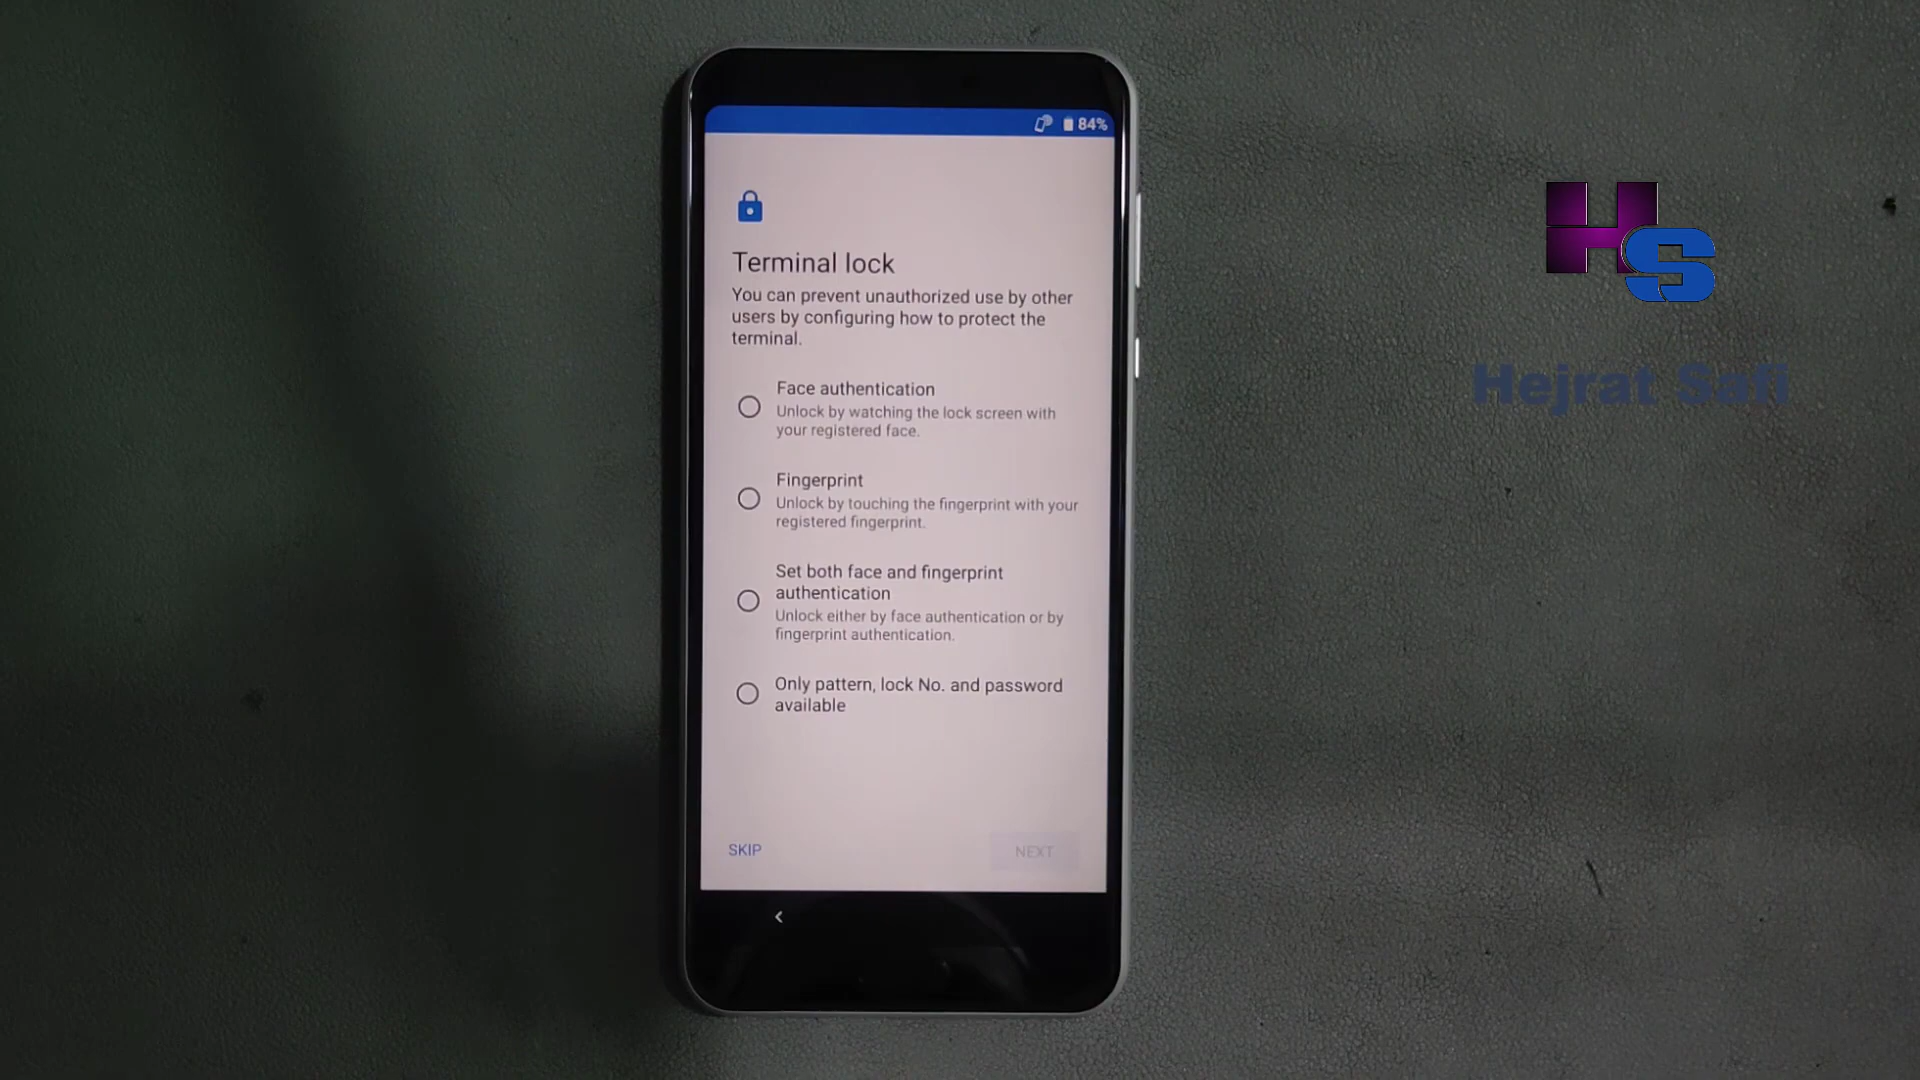 84%
Terminal lock
You can prevent unauthorized use by other
users by configuring how to protect the
terminal.
Face authentication
Unlock by watching the lock screen with
your registered face.
Fingerprint
Unlock by touching the fingerprint with your
registered fingerprint.
Set both face and fingerprint
authentication
Unlock either by face authentication or by
fingerprint authentication.
Only pattern, lock No. and password
available
SKIP
NEXT
HS
Hejrat Safi